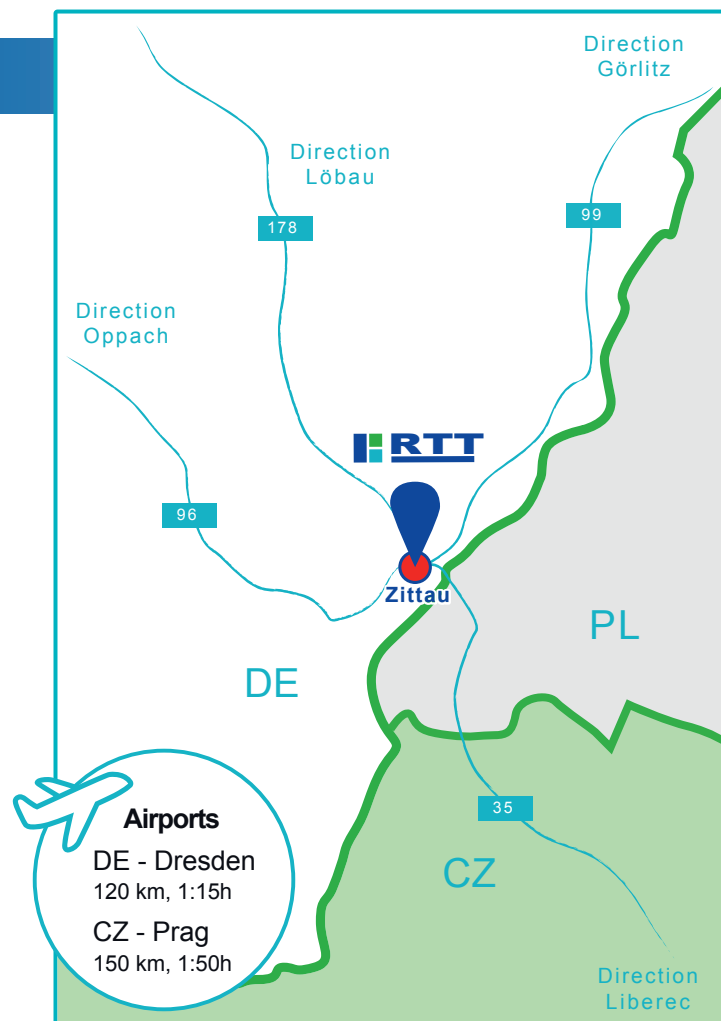 Direction
Görlitz
Direction
Löbau
99
178
Direction
Oppach
RTT
96
Zittau
PL
DE
35
Airports
DE - Dresden
120 km, 1:15h
CZ
CZ - Prag
150 km, 1:50h
Direction
Liberec